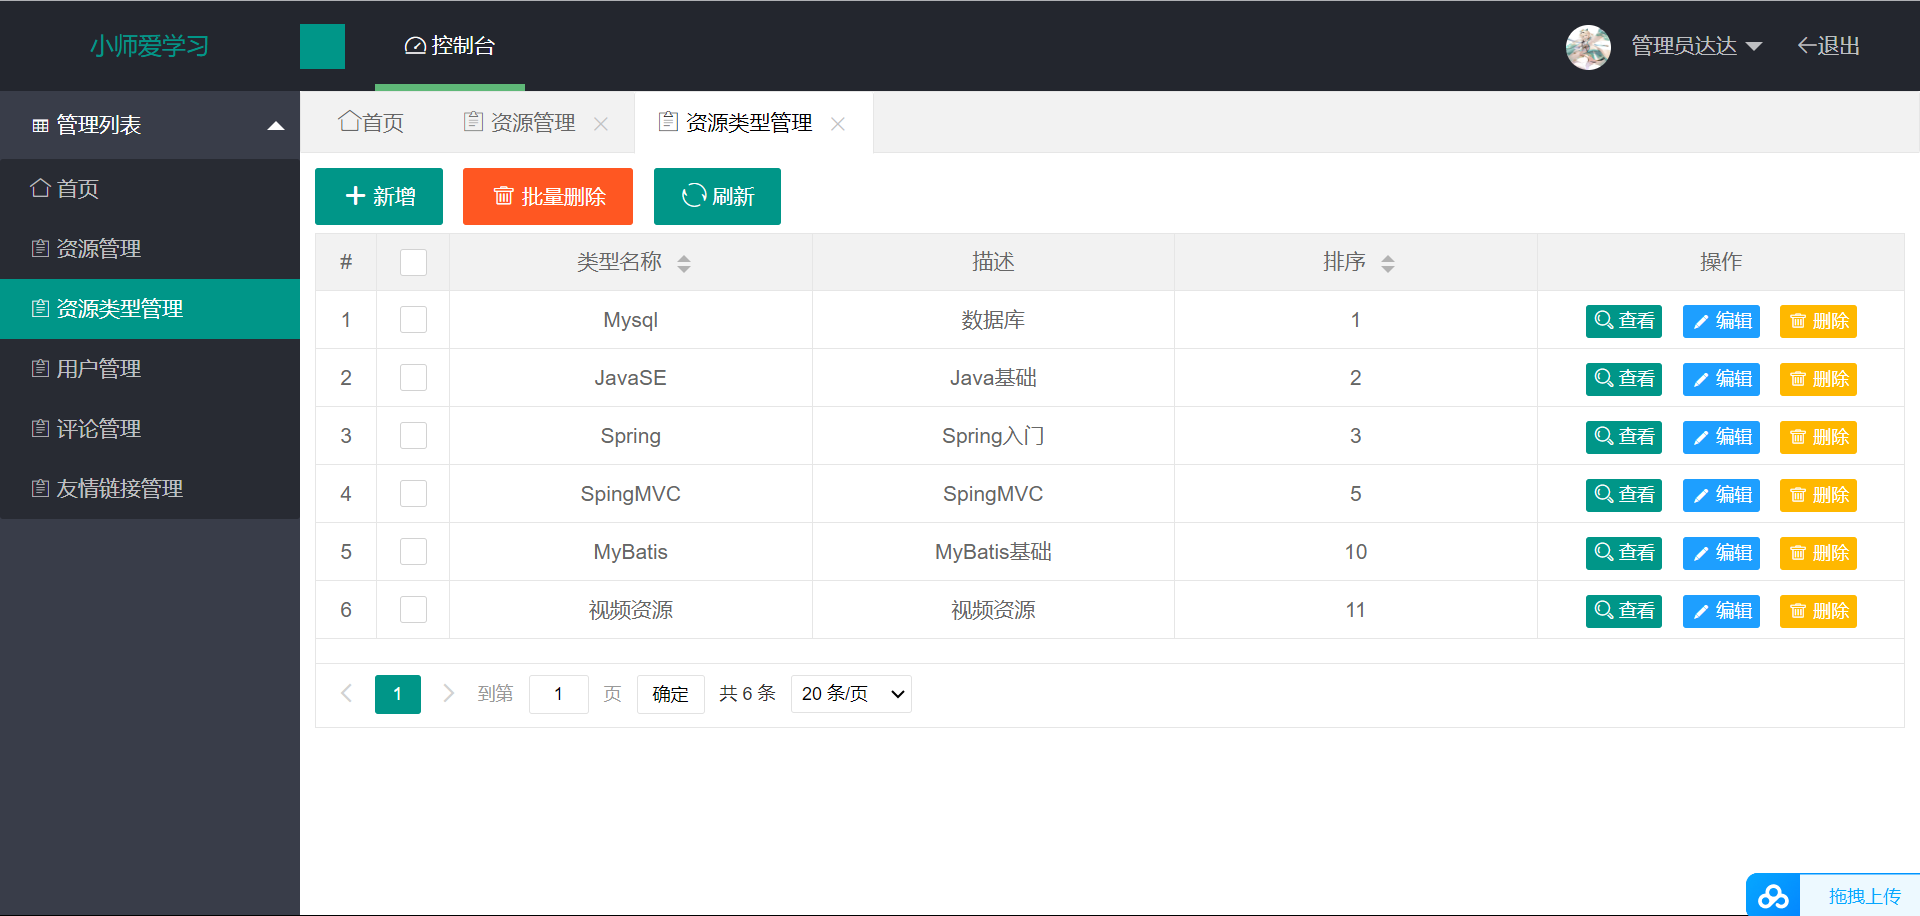 小师爱学习
控制台
管理员达达
退出
管理列表
首页
资源管理
资源类型管理
用户管理
评论管理
友情链接管理
首页
资源管理
资源类型管理
新增
批量删除
刷新
# 类型名称 描述 排序 操作
1 Mysql 数据库 1 查看 编辑 删除
2 JavaSE Java基础 2 查看 编辑 删除
3 Spring Spring入门 3 查看 编辑 删除
4 SpingMVC SpingMVC 5 查看 编辑 删除
5 MyBatis MyBatis基础 10 查看 编辑 删除
6 视频资源 视频资源 11 查看 编辑 删除
1 到第 1 页 确定 共 6 条 20 条/页
拖拽上传